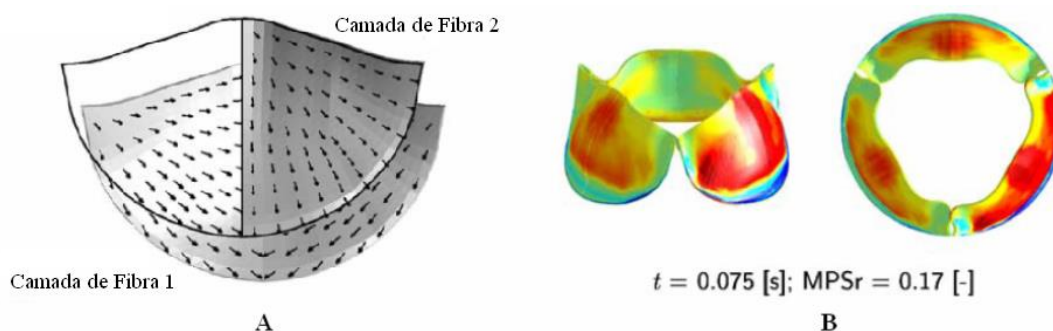 Camada de Fibra 2
Camada de Fibra 1
A
t = 0.075 [s]; MPSr = 0.17 [-]
B